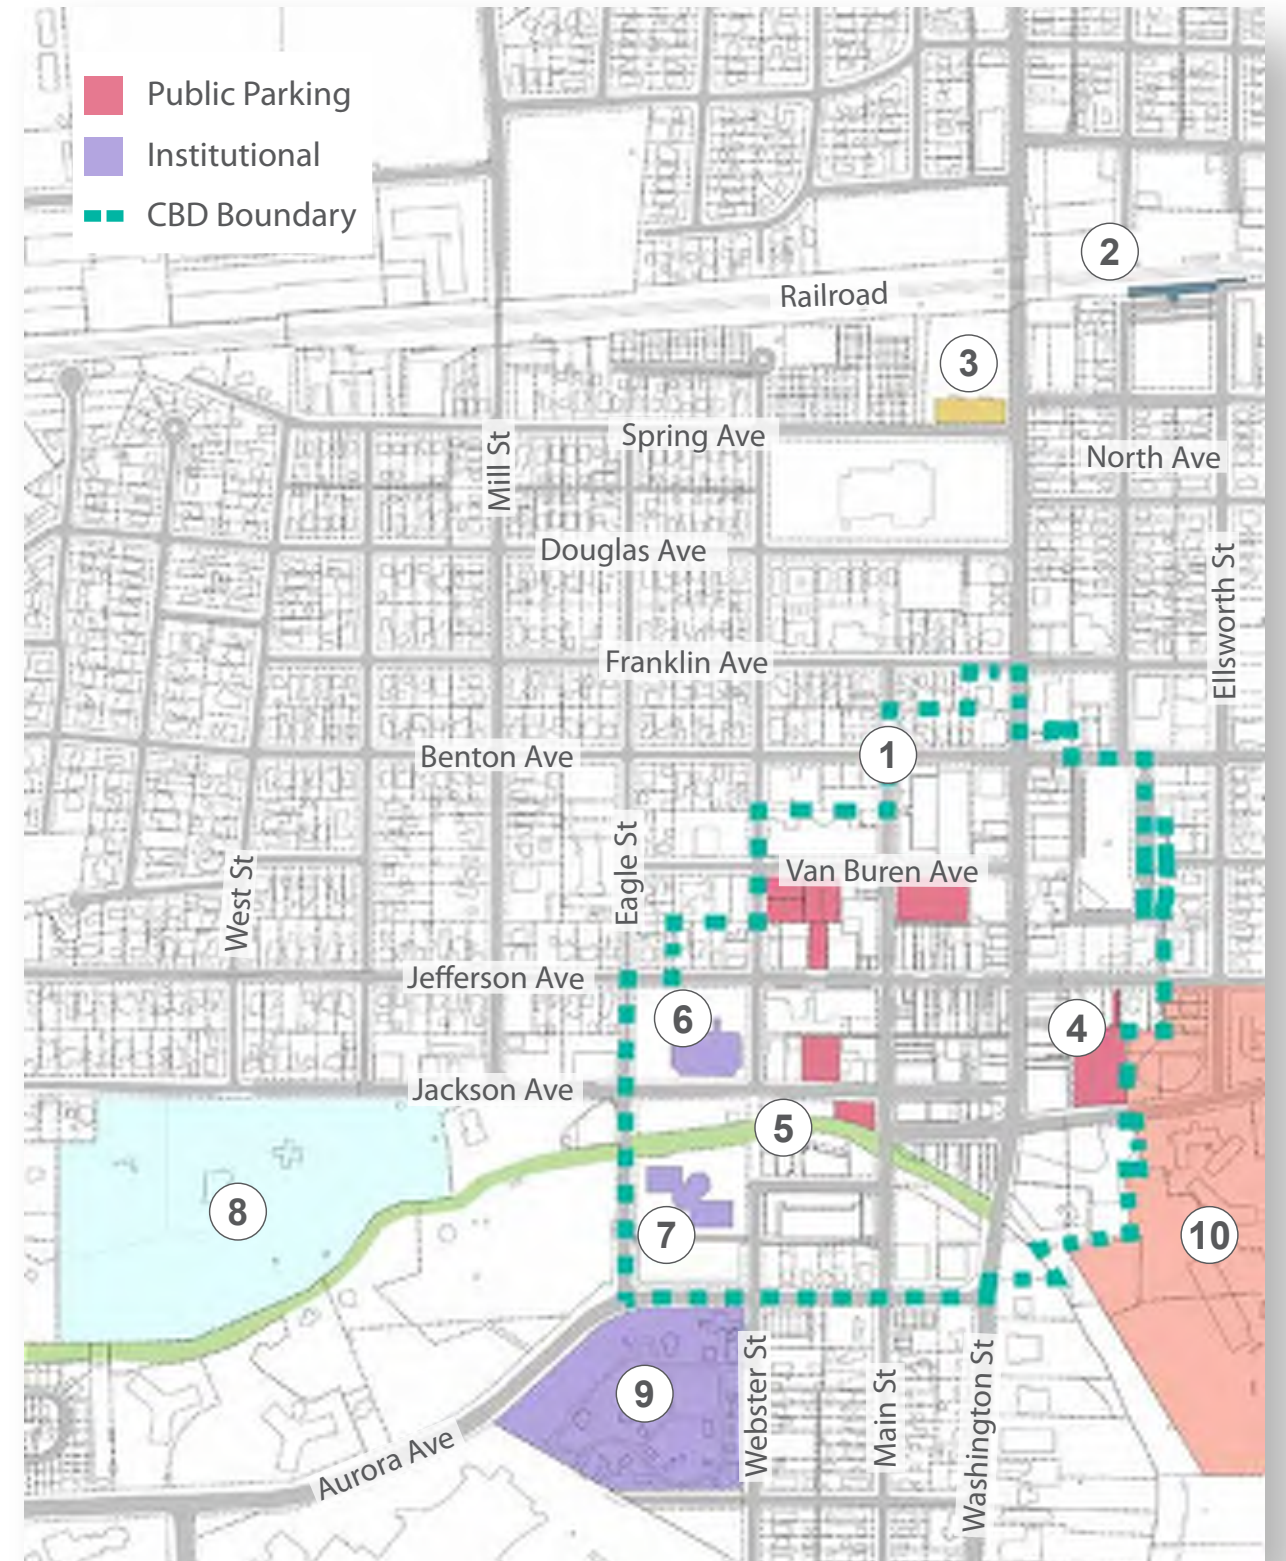 Public Parking
Institutional
CBD Boundary
2
Railroad
3
Spring Ave
Mill St
North Ave
Douglas Ave
Ellsworth St
Franklin Ave
1
Benton Ave
Eagle St
Van Buren Ave
West St
Jefferson Ave
6
4
Jackson Ave
5
8
7
10
9
Webster St
Main St
Washington St
Aurora Ave